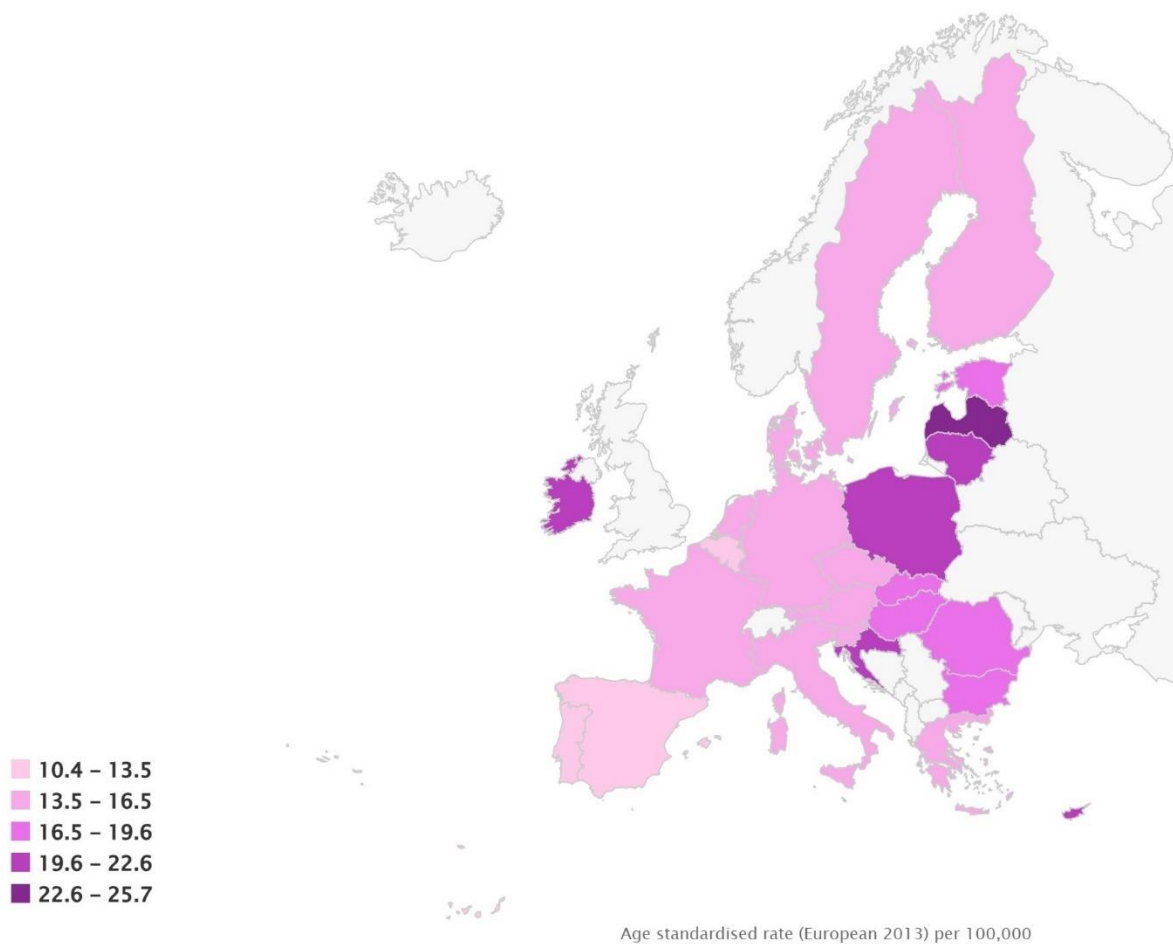 10.4 – 13.5
13.5 – 16.5
16.5 – 19.6
19.6 – 22.6
22.6 – 25.7
Age standardised rate (European 2013) per 100,000